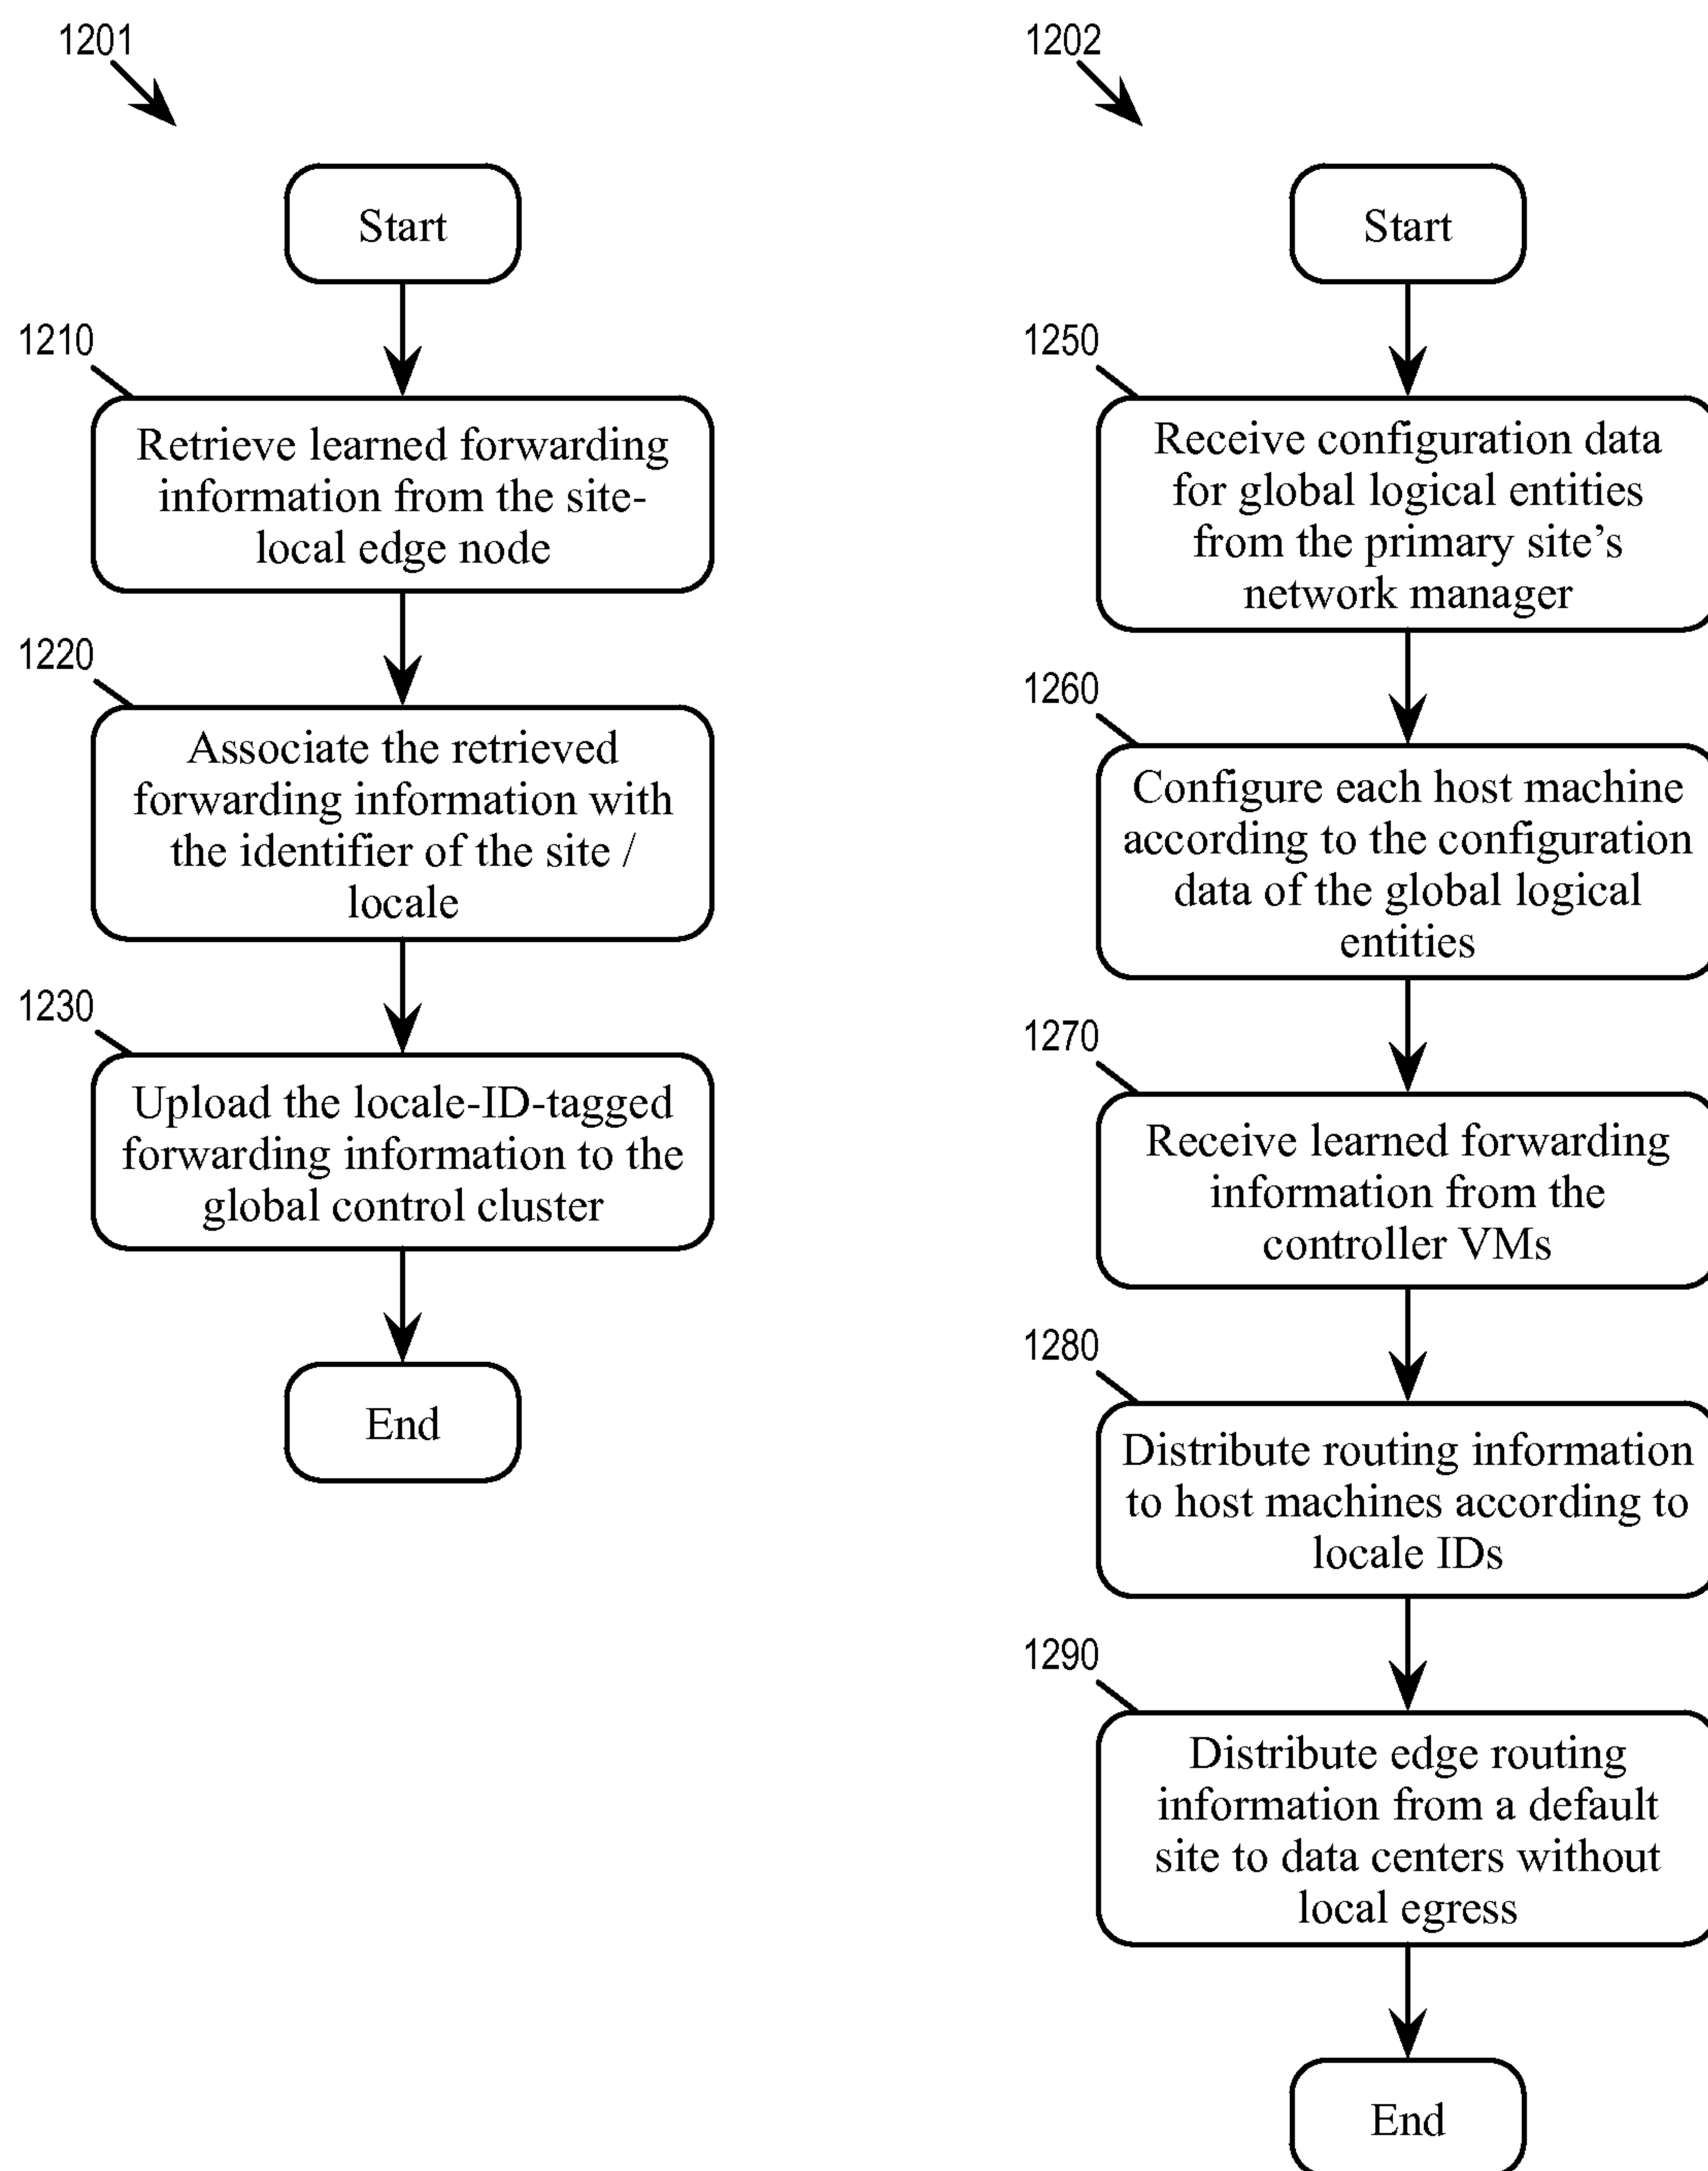 1201
Start
1210
Retrieve learned forwarding
information from the site-
local edge node
1220
Associate the retrieved
forwarding information with
the identifier of the site /
locale
1230
Upload the locale-ID-tagged
forwarding information to the
global control cluster
End
1202
Start
1250
Receive configuration data
for global logical entities
from the primary site’s
network manager
1260
Configure each host machine
according to the configuration
data of the global logical
entities
1270
Receive learned forwarding
information from the
controller VMs
1280
Distribute routing information
to host machines according to
locale IDs
1290
Distribute edge routing
information from a default
site to data centers without
local egress
End